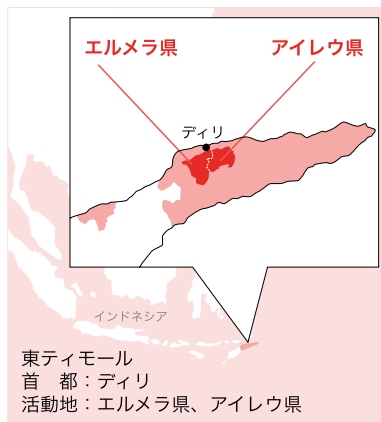 エルメラ県
アイレウ県
ディリ
インドネシア
東ティモール
首　都：ディリ
活動地：エルメラ県、アイレウ県